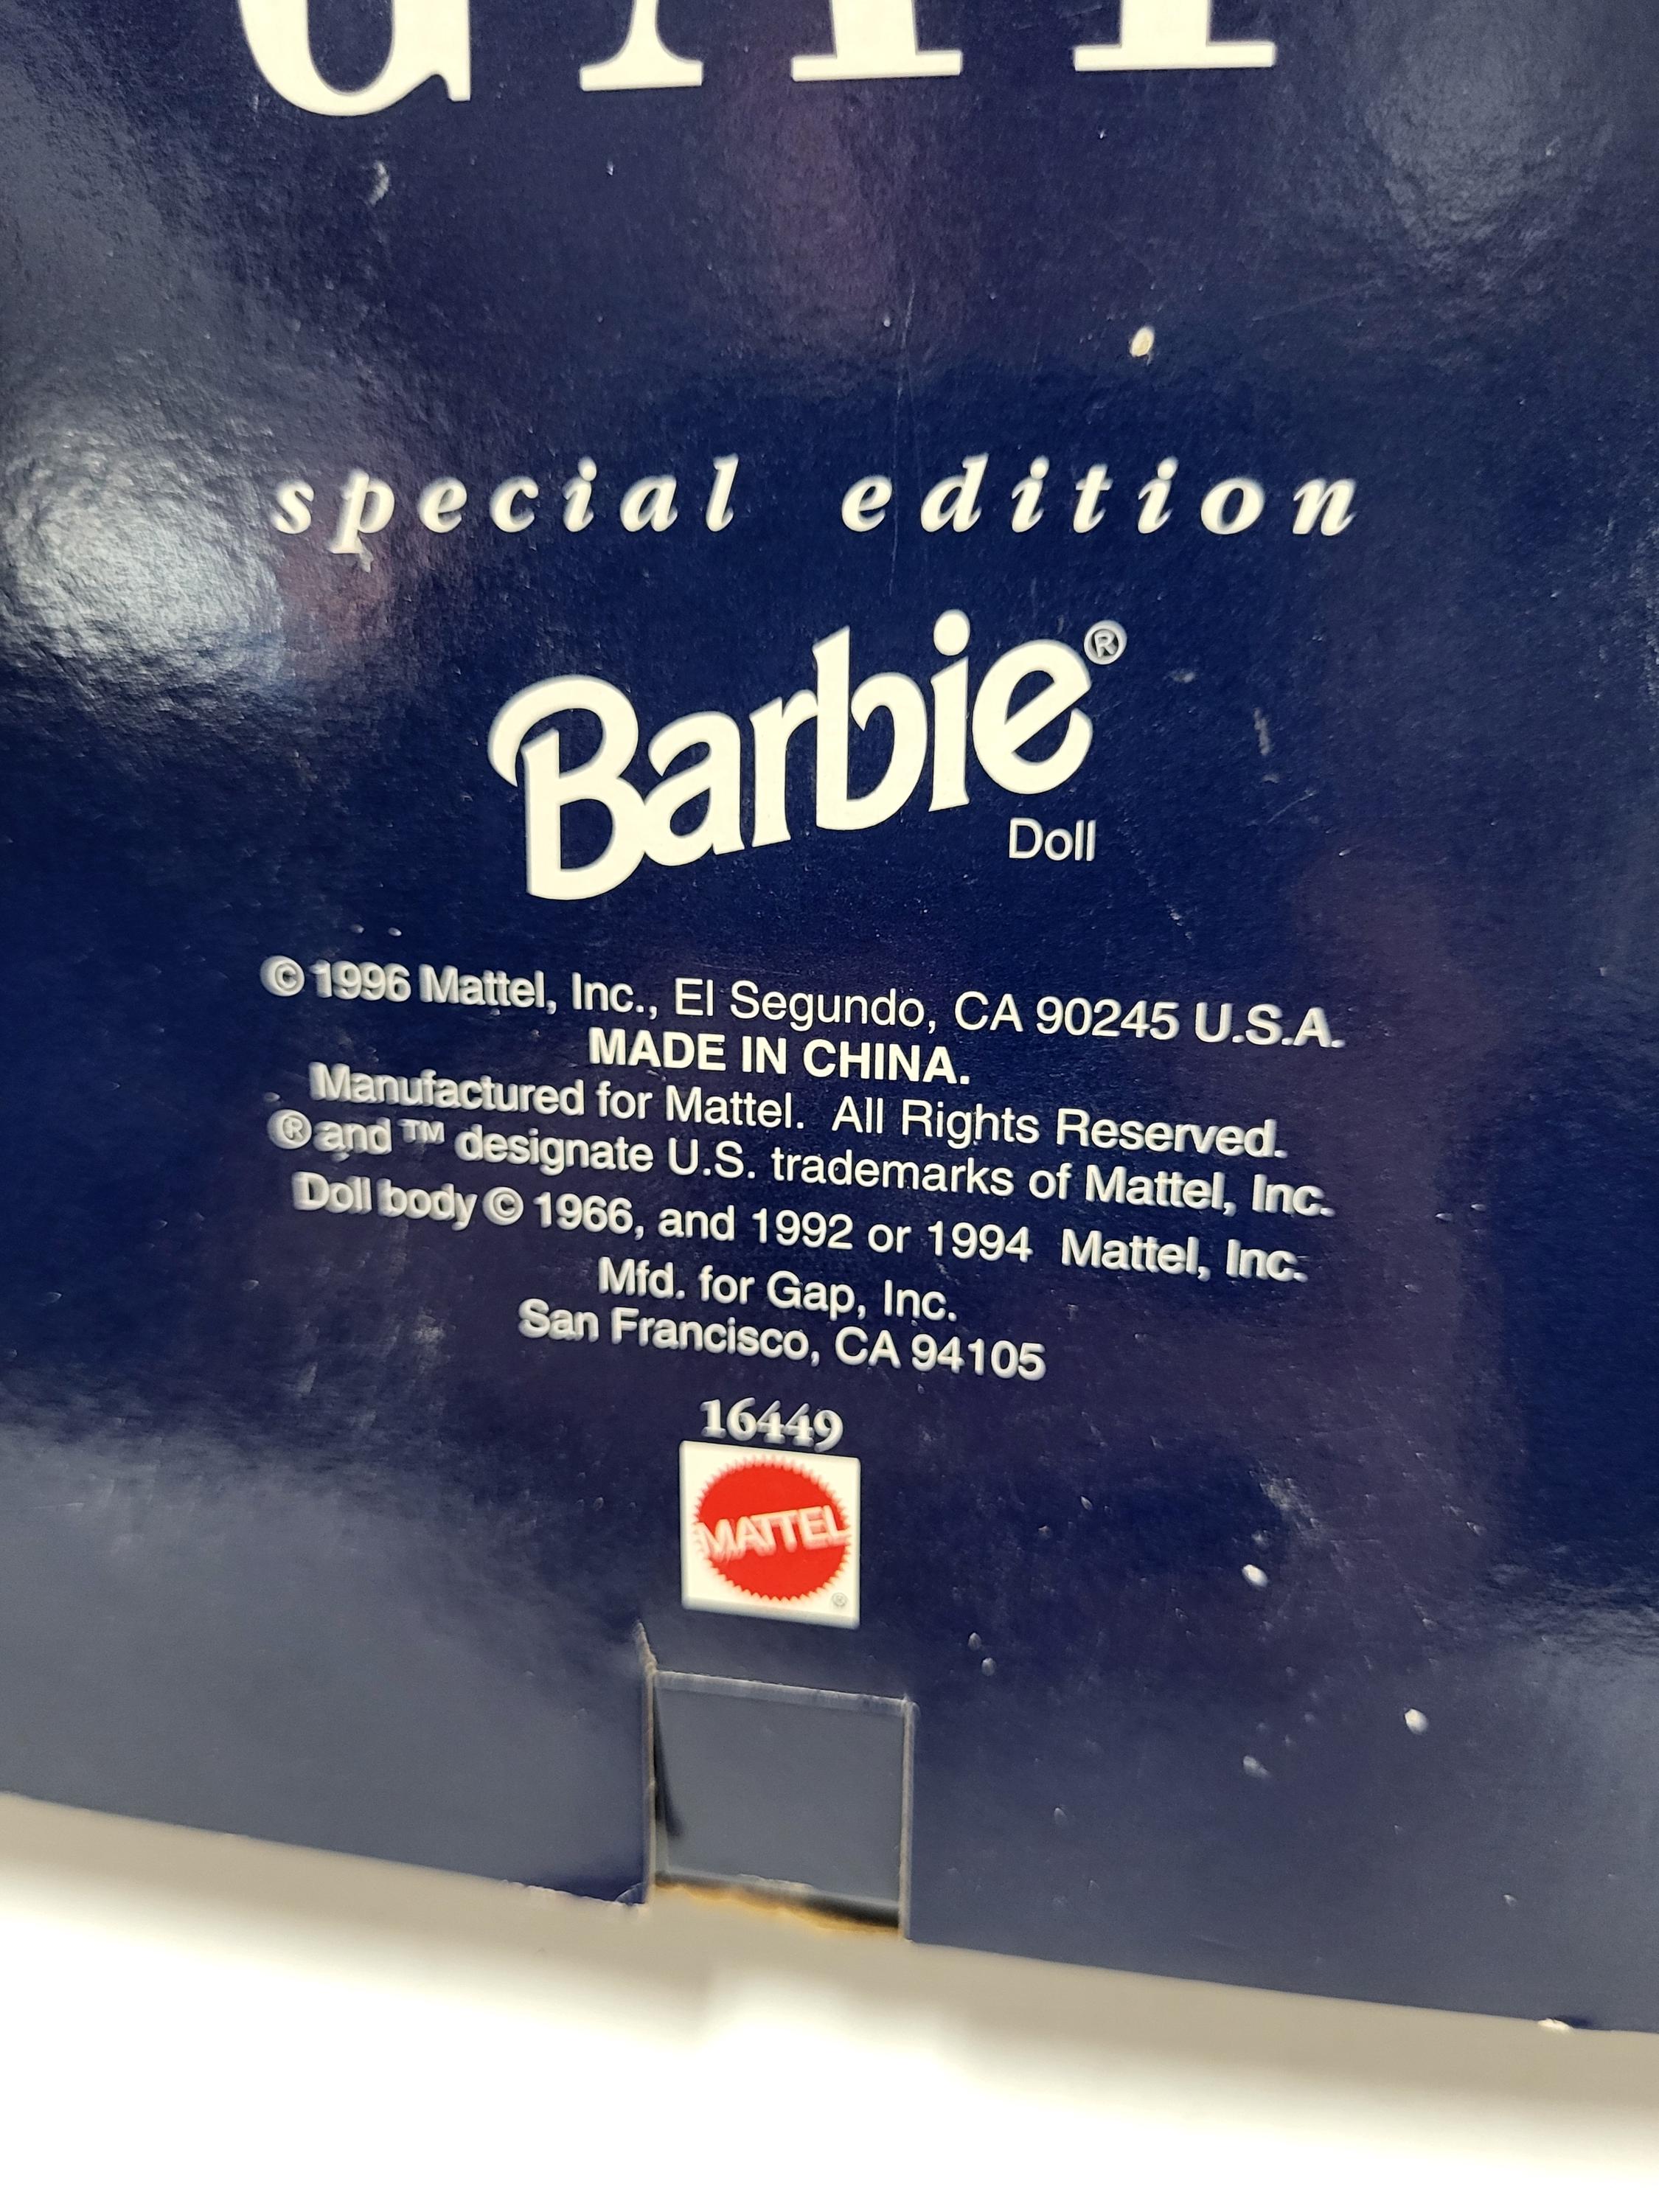 GAP
special edition
Barbie®
Doll
© 1996 Mattel, Inc., El Segundo, CA 90245 U.S.A.
MADE IN CHINA.
Manufactured for Mattel. All Rights Reserved.
® and ™ designate U.S. trademarks of Mattel, Inc.
Doll body © 1966, and 1992 or 1994 Mattel, Inc.
Mfd. for Gap, Inc.
San Francisco, CA 94105
16449
MATTEL
®